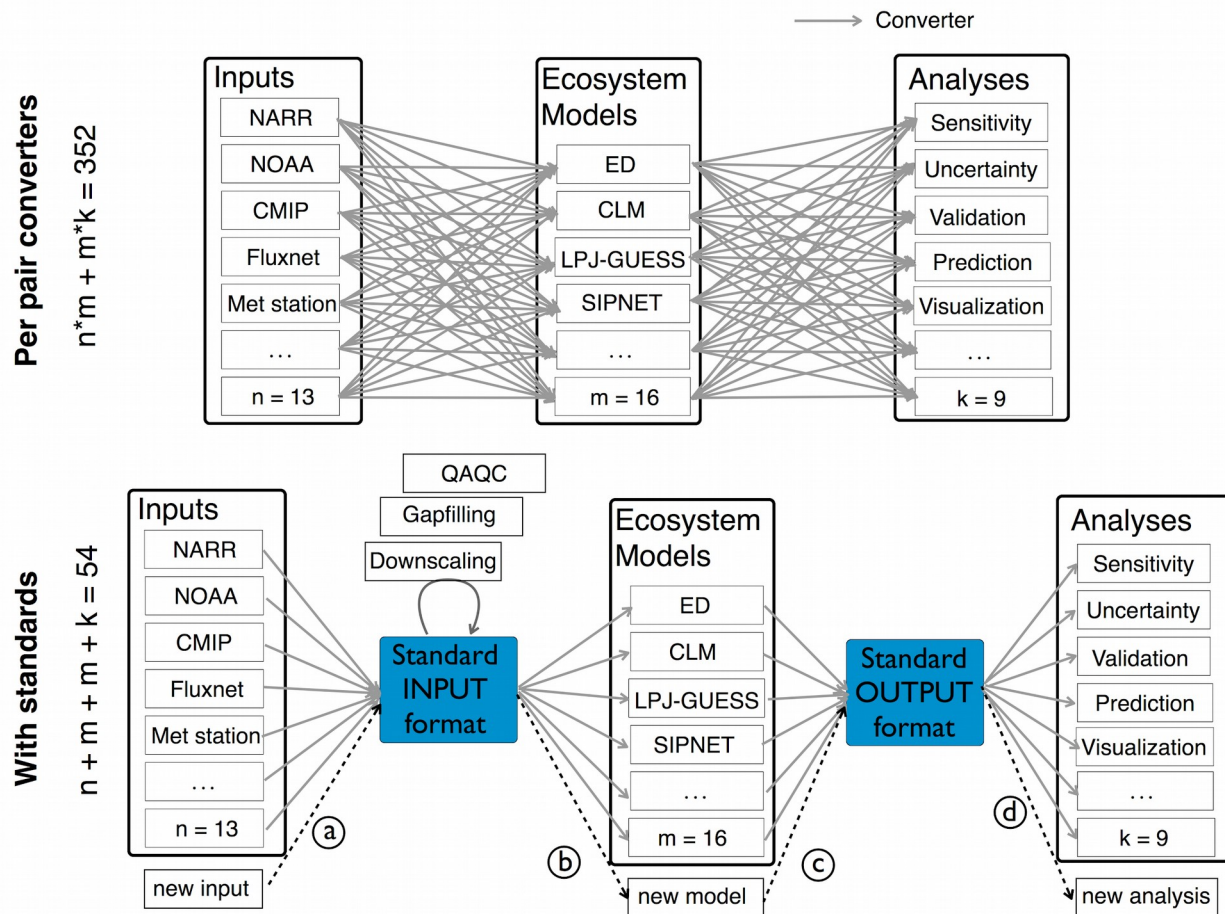 Converter
Per pair converters
n*m + m*k = 352
Inputs
NARR
NOAA
CMIP
Fluxnet
Met station
...
n = 13
Ecosystem
Models
ED
CLM
LPJ-GUESS
SIPNET
...
m = 16
Analyses
Sensitivity
Uncertainty
Validation
Prediction
Visualization
...
k = 9
With standards
n + m + m + k = 54
Inputs
NARR
NOAA
CMIP
Fluxnet
Met station
...
n = 13
new input
a
QAQC
Gapfilling
Downscaling
Standard
INPUT
format
b
Ecosystem
Models
ED
CLM
LPJ-GUESS
SIPNET
...
m = 16
new model
c
Standard
OUTPUT
format
d
Analyses
Sensitivity
Uncertainty
Validation
Prediction
Visualization
...
k = 9
new analysis